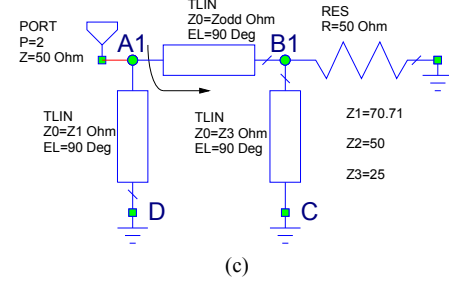 PORT
P=2
Z=50 Ohm
A1
TLIN
Z0=Zodd Ohm
EL=90 Deg
B1
RES
R=50 Ohm
TLIN
Z0=Z1 Ohm
EL=90 Deg
TLIN
Z0=Z3 Ohm
EL=90 Deg
Z1=70.71
Z2=50
Z3=25
D
C
(c)